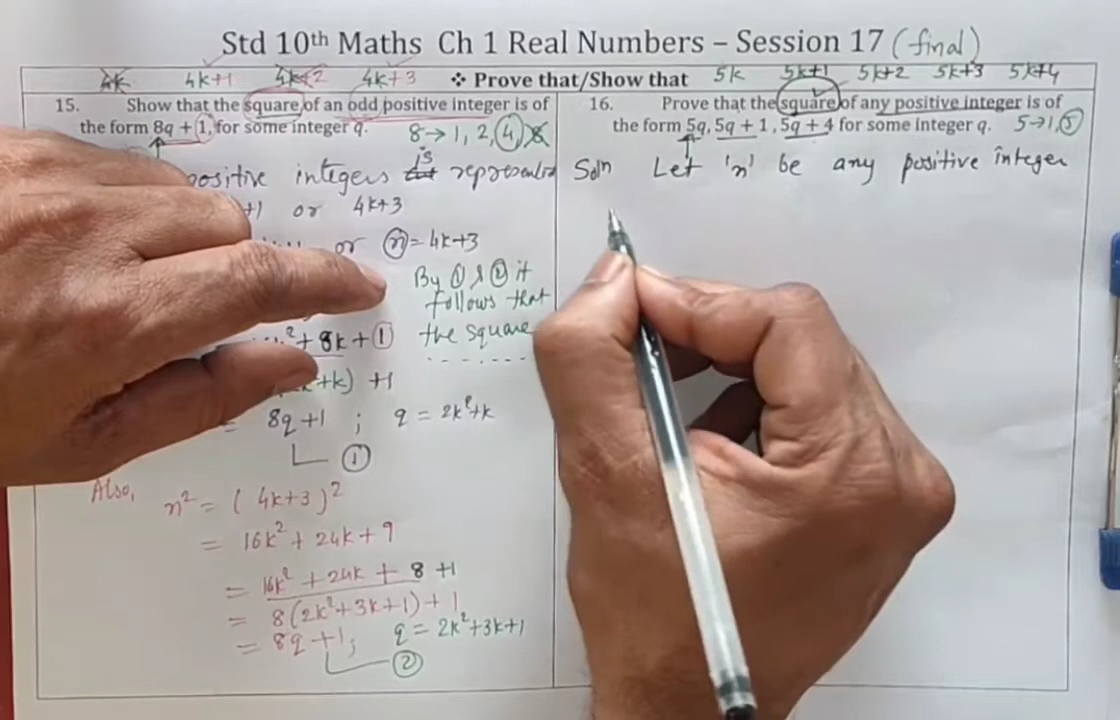 Std 10th Maths Ch 1 Real Numbers – Session 17 (final)
4k 4k+1 4k+2 4k+3 ❖ Prove that/Show that 5k 5k+1 5k+2 5k+3 5k+4
15. Show that the square of an odd positive integer is of
the form 8q + 1, for some integer q.
8 → 1, 2, 4, 8
positive integers is represented
+1 or 4k+3
or n = 4k+3
By ① & ② it
follows that
+ 8k + 1
the square
+k) +1
= 8q +1 ; q = 2k²+k
①
Also, n² = (4k+3)²
= 16k² + 24k + 9
= 16k² + 24k + 8 +1
= 8(2k²+3k+1) + 1
= 8q +1; q = 2k²+3k+1
②
16. Prove that the square of any positive integer is of
the form 5q, 5q + 1, 5q + 4 for some integer q. 5 → 1, 5
Soln Let 'n' be any positive integer